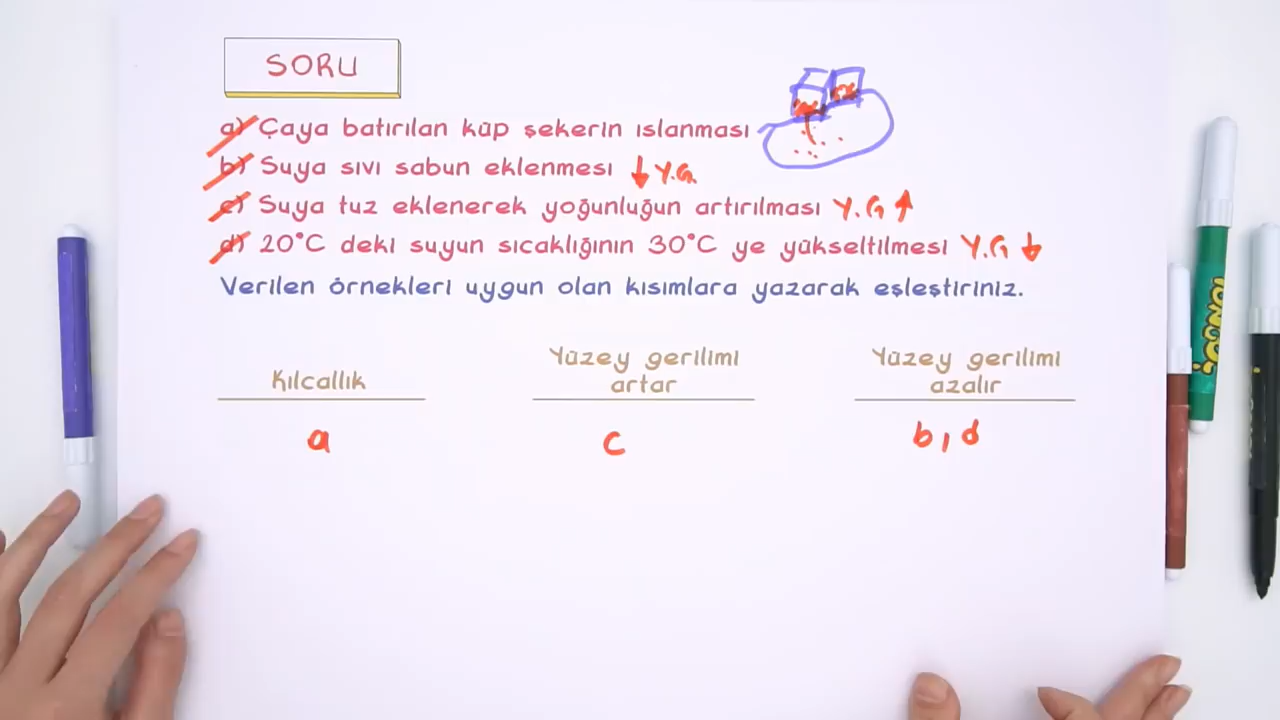 SORU
a) Çaya batırılan küp şekerin ıslanması
b) Suya sıvı sabun eklenmesi ↓ Y.G.
c) Suya tuz eklenerek yoğunluğun artırılması Y.G ↑
d) 20°C deki suyun sıcaklığının 30°C ye yükseltilmesi Y.G ↓
Verilen örnekleri uygun olan kısımlara yazarak eşleştiriniz.
Kılcallık
a
Yüzey gerilimi
artar
c
Yüzey gerilimi
azalır
b, d